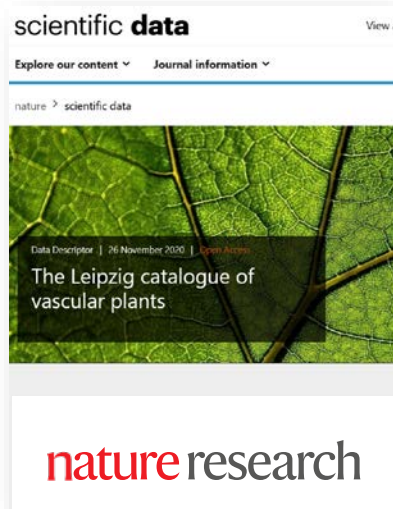 scientific data
View
Explore our content Journal information
nature > scientific data
Data Descriptor | 26 November 2020 | Open Access
The Leipzig catalogue of
vascular plants
nature research